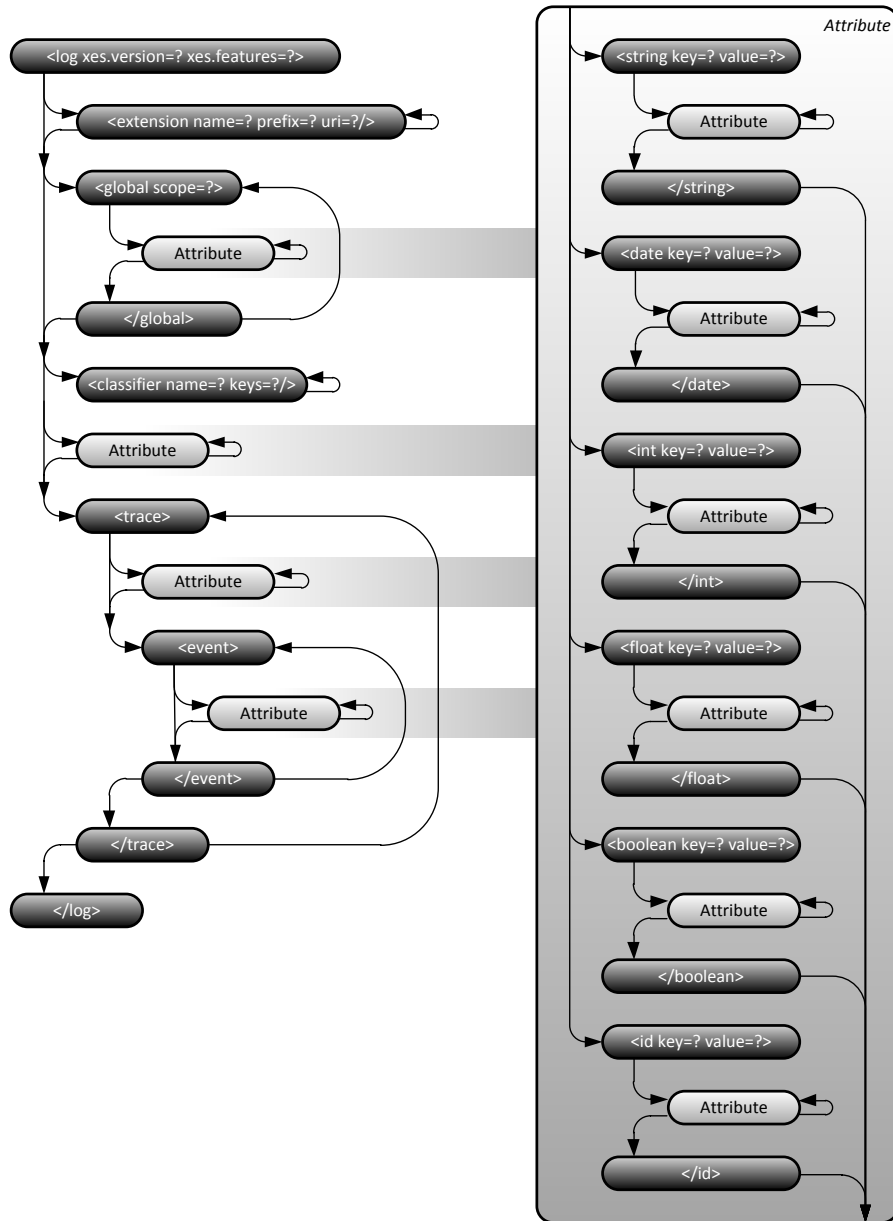 <log xes.version=? xes.features=?>
<extension name=? prefix=? uri=?/>
<global scope=?>
Attribute
</global>
<classifier name=? keys=?/>
Attribute
<trace>
Attribute
<event>
Attribute
</event>
</trace>
</log>
Attribute
<string key=? value=?>
Attribute
</string>
<date key=? value=?>
Attribute
</date>
<int key=? value=?>
Attribute
</int>
<float key=? value=?>
Attribute
</float>
<boolean key=? value=?>
Attribute
</boolean>
<id key=? value=?>
Attribute
</id>